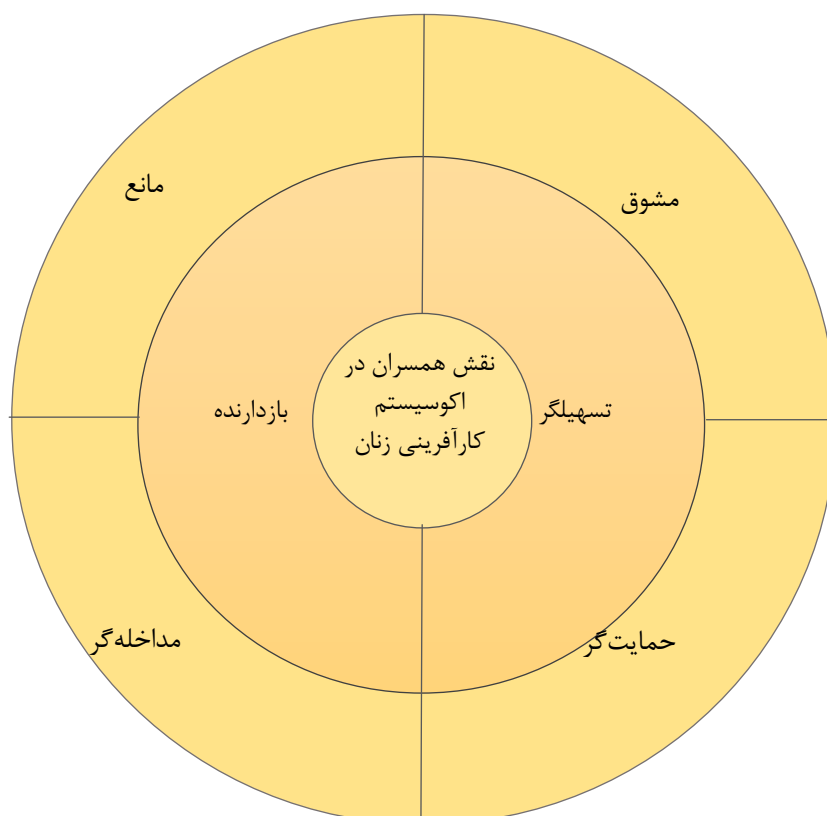 مشوق
مانع
نقش همسران در
اکوسیستم
کارآفرینی زنان
تسهیلگر
بازدارنده
حمایت‌گر
مداخله‌گر